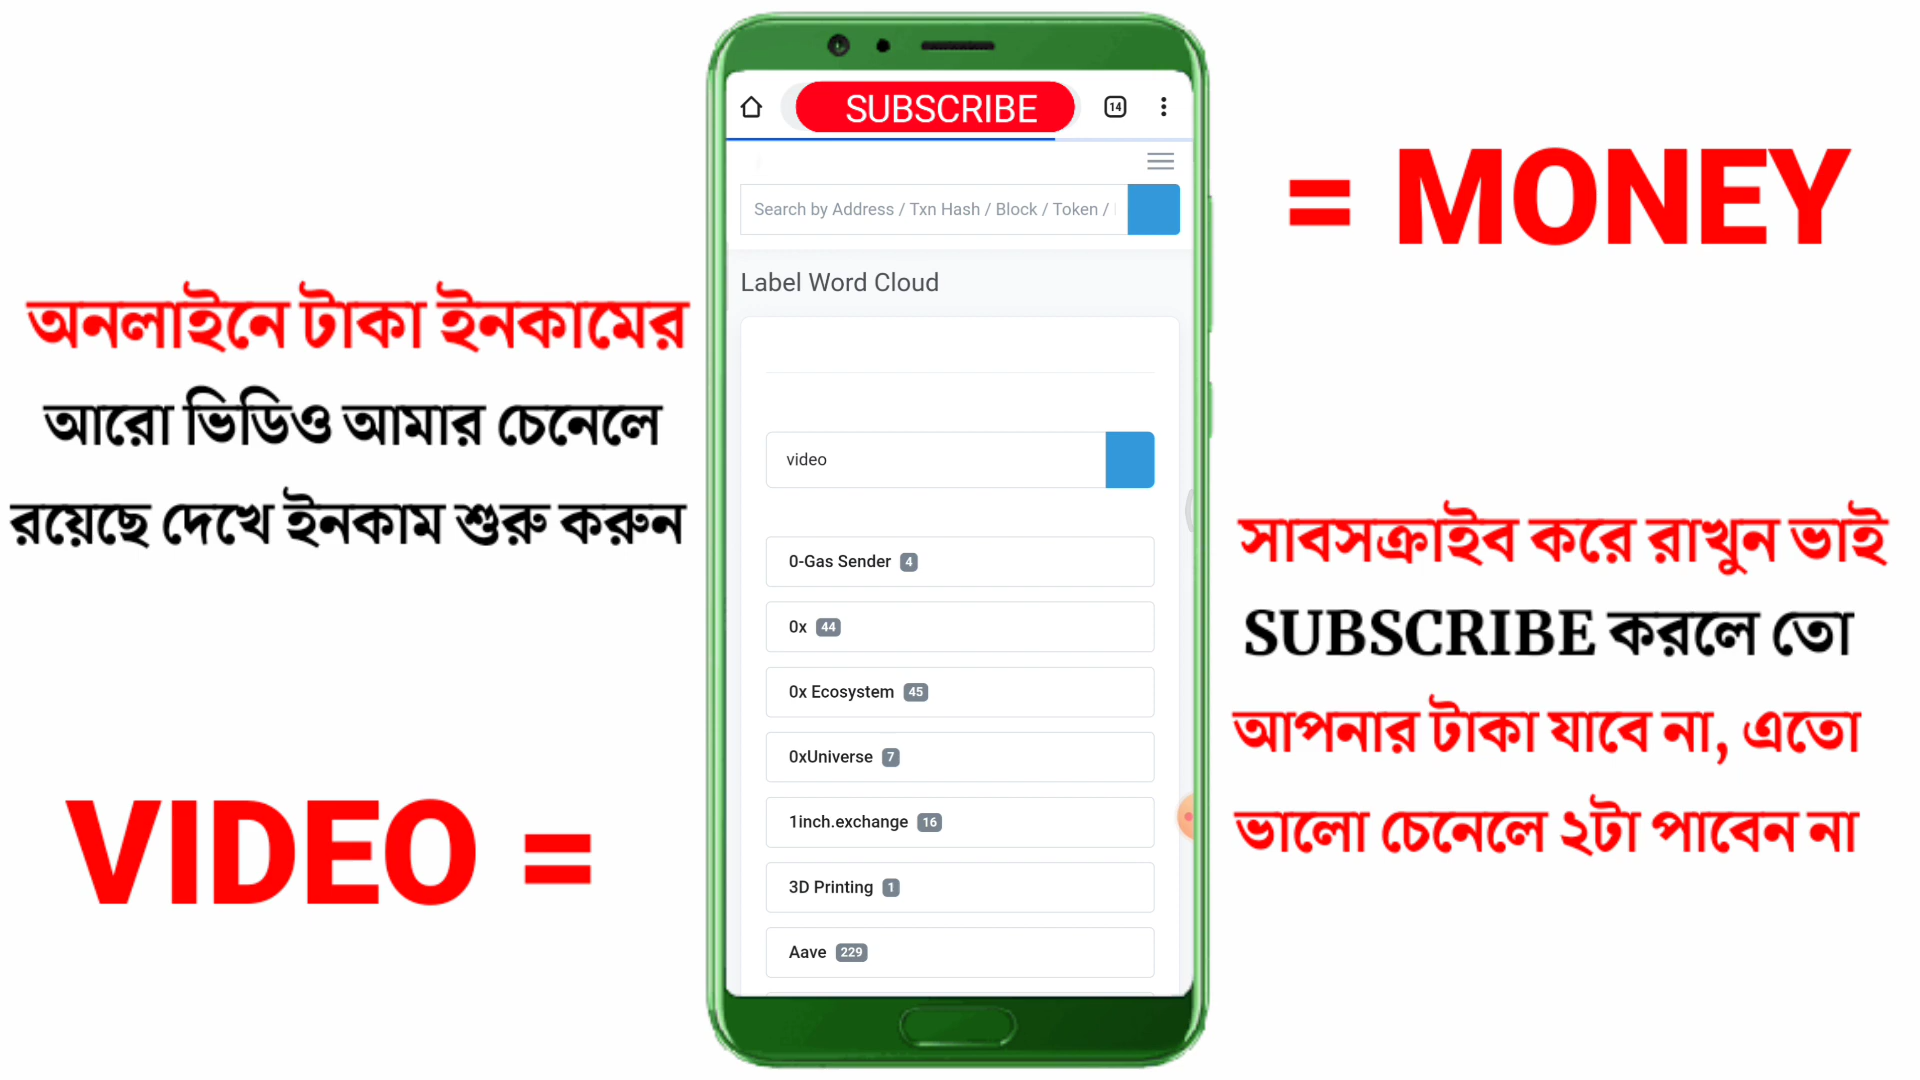 অনলাইনে টাকা ইনকামের
আরো ভিডিও আমার চেনেলে
রয়েছে দেখে ইনকাম শুরু করুন
VIDEO =
SUBSCRIBE
14
Search by Address / Txn Hash / Block / Token /
Label Word Cloud
video
0-Gas Sender 4
0x 44
0x Ecosystem 45
0xUniverse 7
1inch.exchange 16
3D Printing 1
Aave 229
= MONEY
সাবসক্রাইব করে রাখুন ভাই
SUBSCRIBE করলে তো
আপনার টাকা যাবে না, এতো
ভালো চেনেলে ২টা পাবেন না